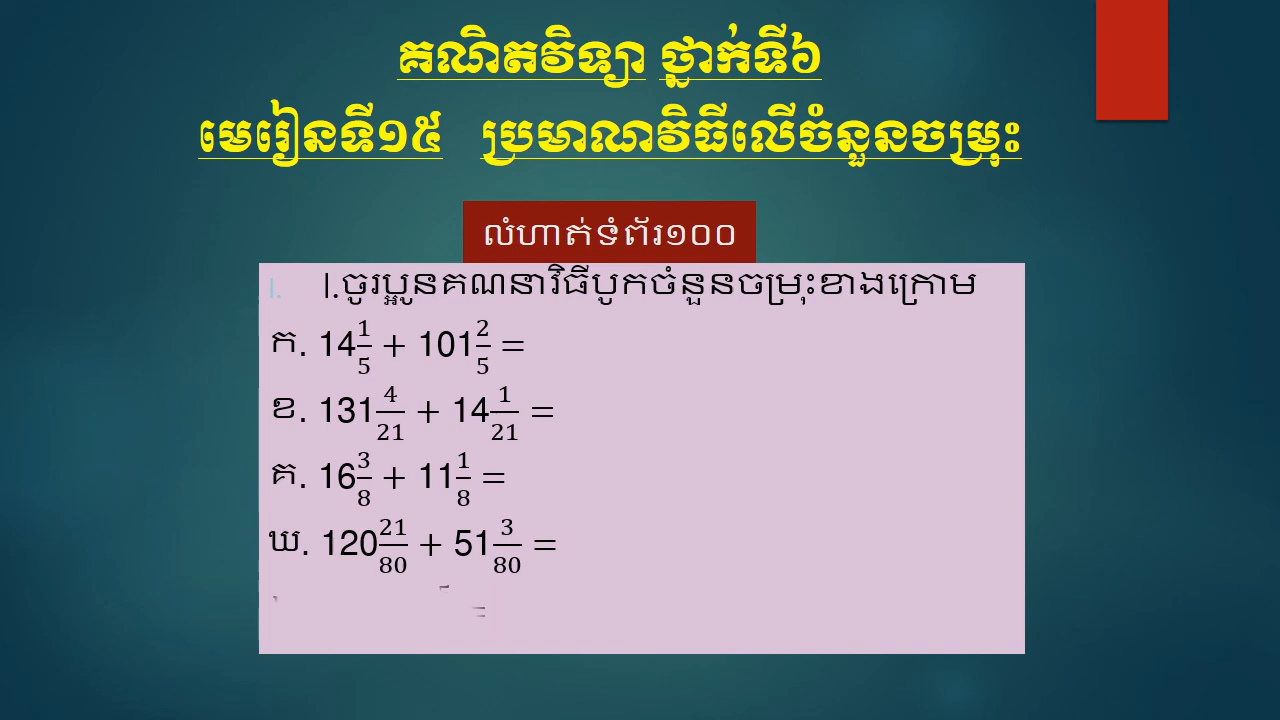 គណិតវិទ្យា ថ្នាក់ទី៦
មេរៀនទី១៥ ប្រមាណវិធីលើចំនួនចម្រុះ
លំហាត់ទំព័រ១០០
I. I.ចូរប្អូនគណនាវិធីបូកចំនួនចម្រុះខាងក្រោម
ក. 14 1/5 + 101 2/5 =
ខ. 131 4/21 + 14 1/21 =
គ. 16 3/8 + 11 1/8 =
ឃ. 120 21/80 + 51 3/80 =